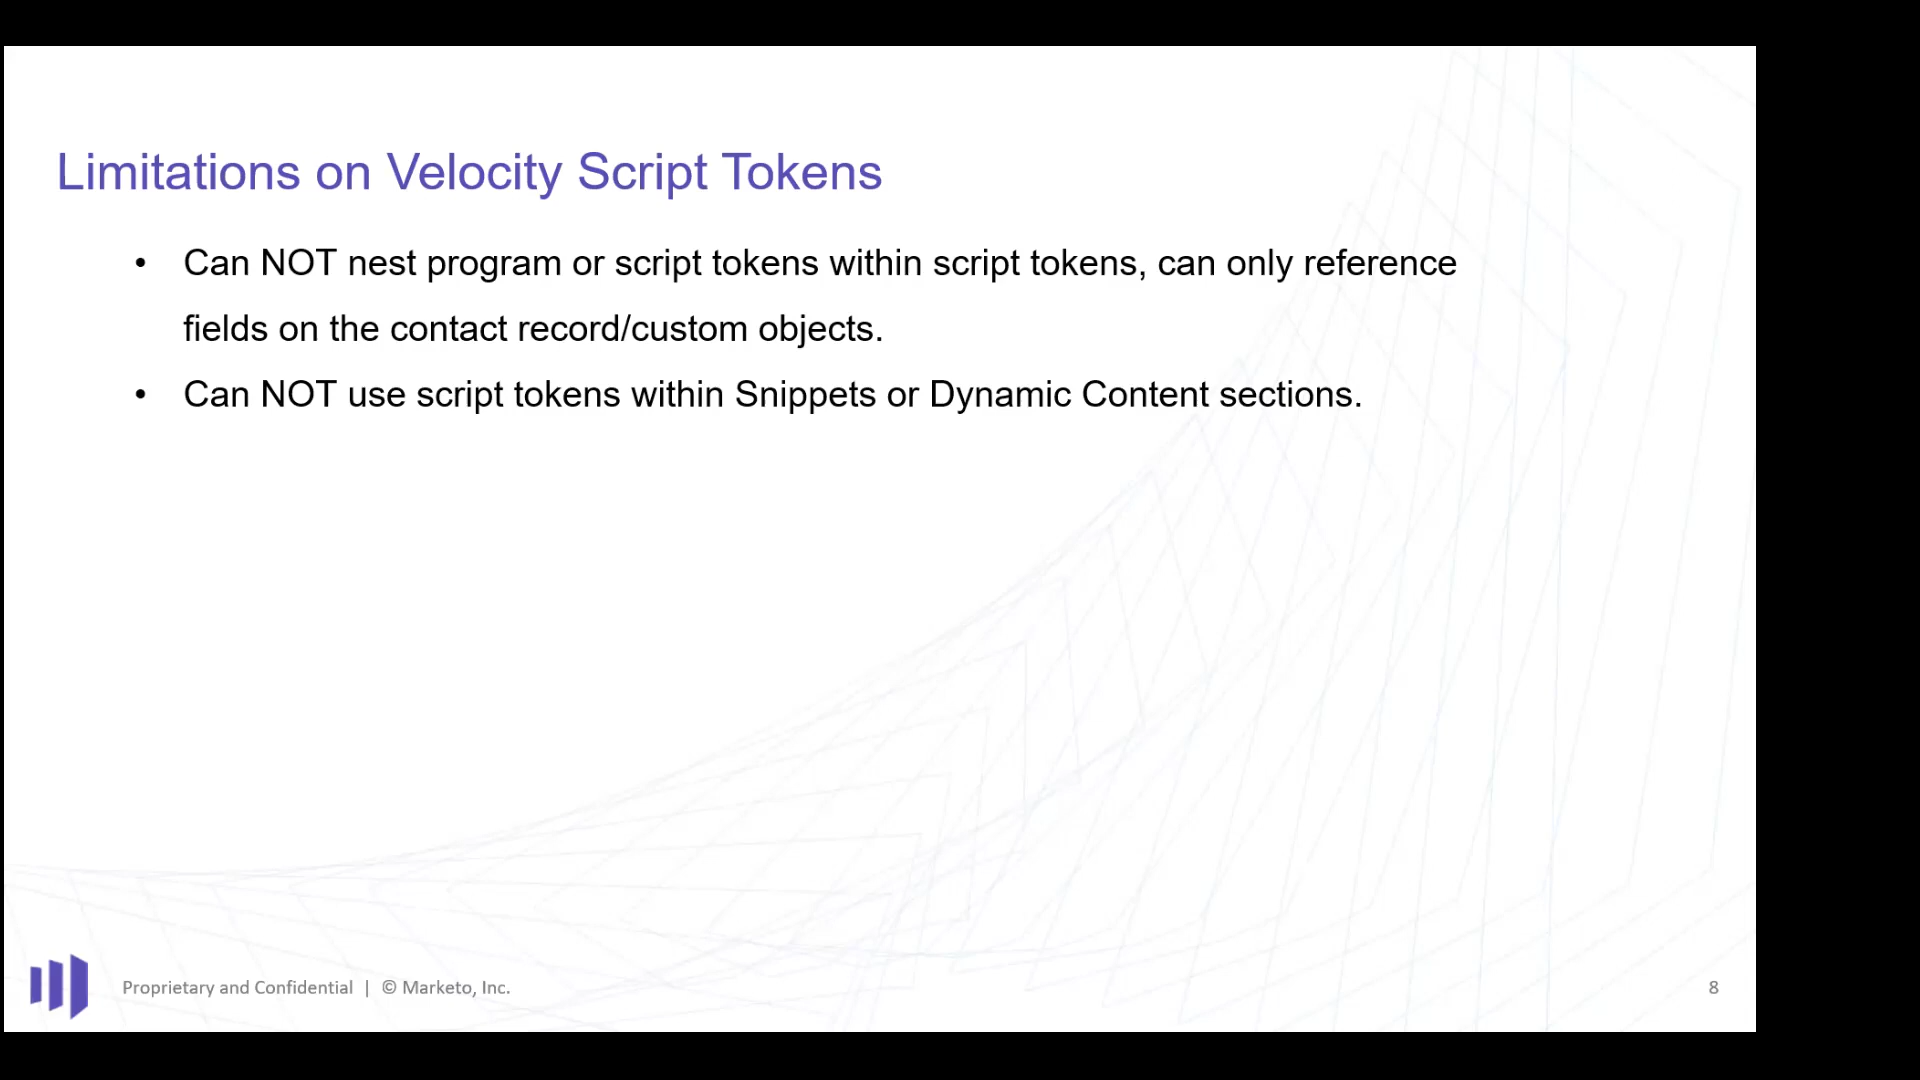 Limitations on Velocity Script Tokens
• Can NOT nest program or script tokens within script tokens, can only reference
fields on the contact record/custom objects.
• Can NOT use script tokens within Snippets or Dynamic Content sections.
Proprietary and Confidential | © Marketo, Inc.
8